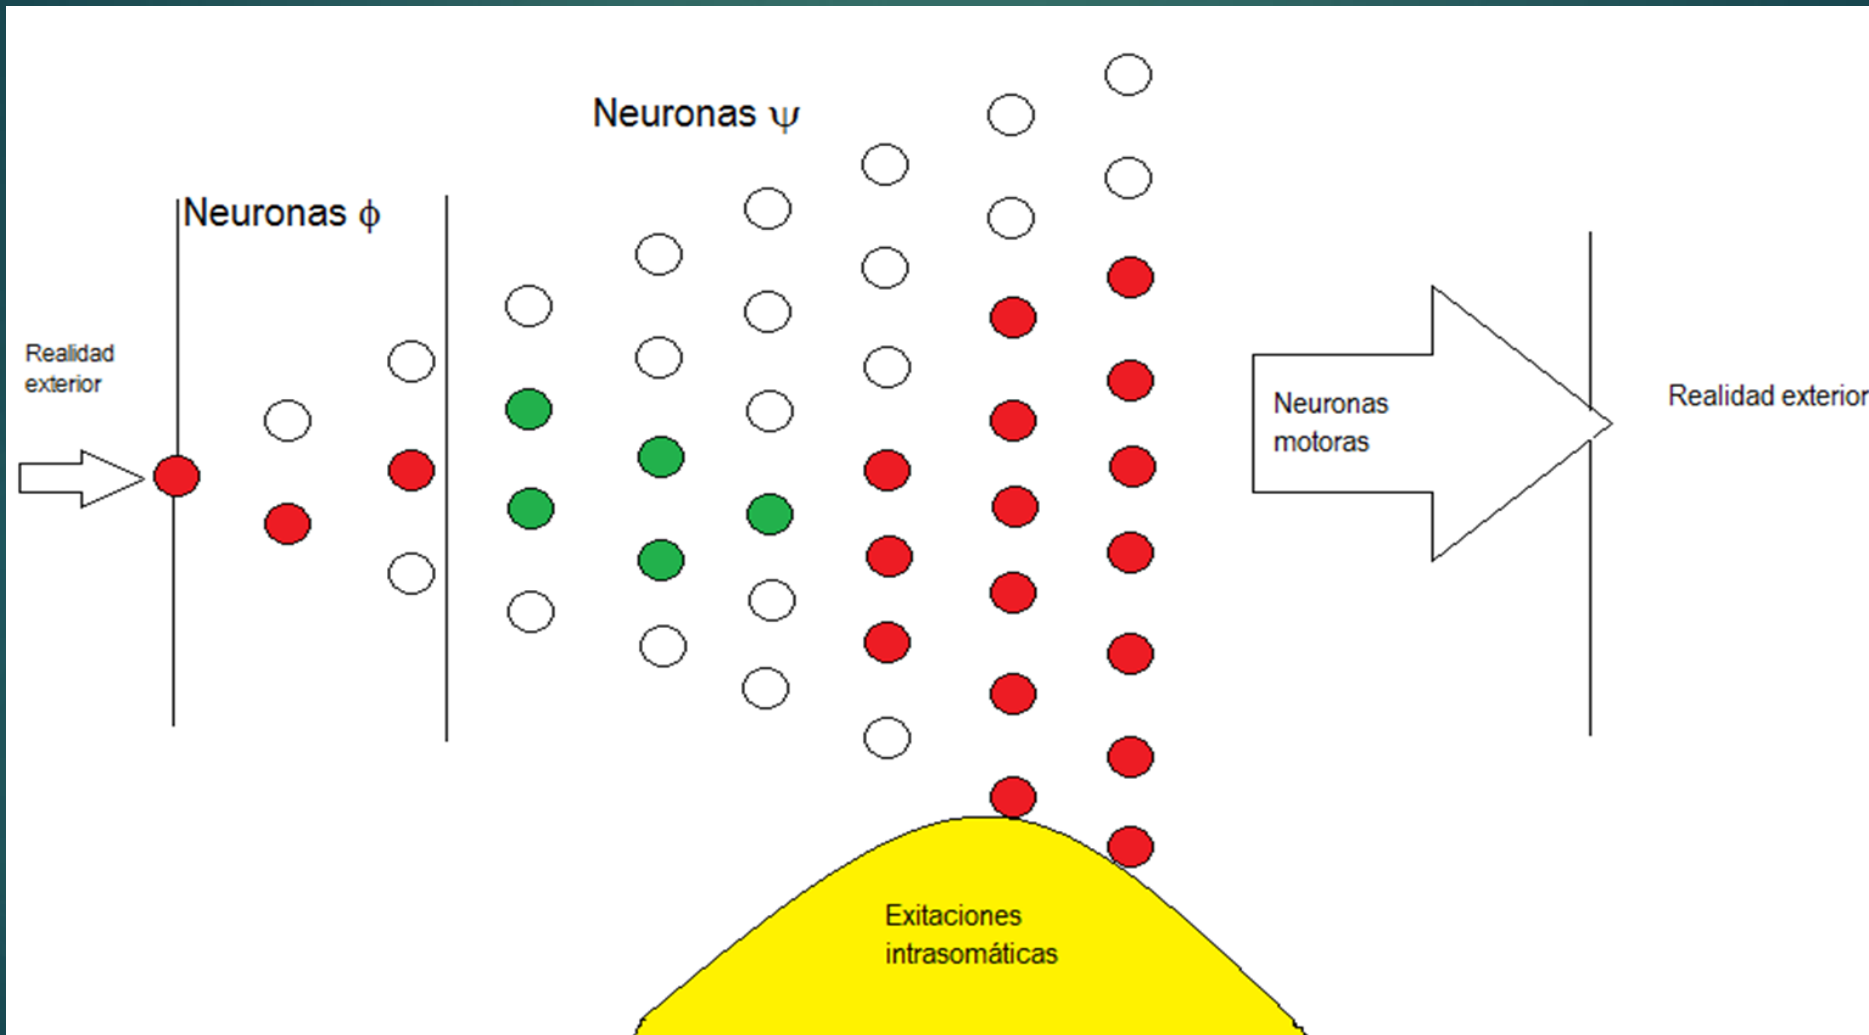 Neuronas ψ
Neuronas ϕ
Realidad
exterior
Neuronas
motoras
Realidad exterior
Exitaciones
intrasomáticas